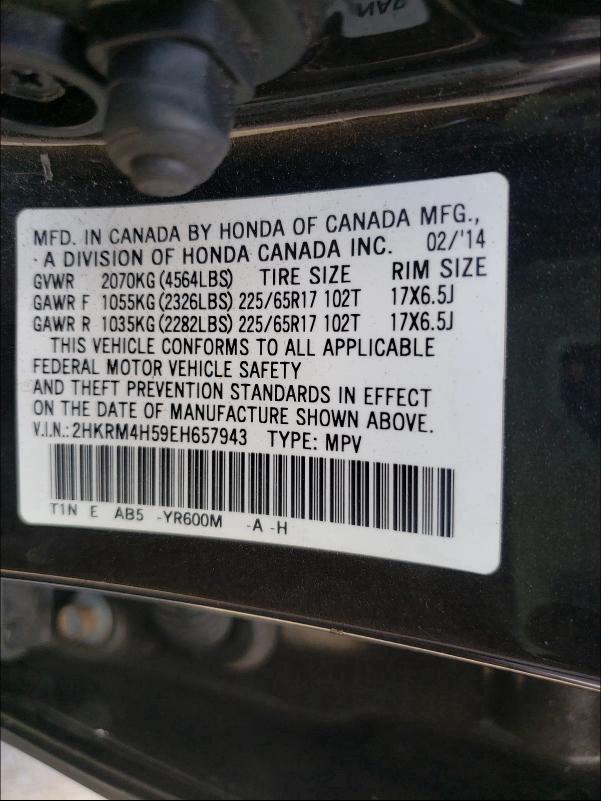 MFD. IN CANADA BY HONDA OF CANADA MFG.,
- A DIVISION OF HONDA CANADA INC. 02/'14
GVWR 2070KG (4564LBS) TIRE SIZE RIM SIZE
GAWR F 1055KG (2326LBS) 225/65R17 102T 17X6.5J
GAWR R 1035KG (2282LBS) 225/65R17 102T 17X6.5J
THIS VEHICLE CONFORMS TO ALL APPLICABLE
FEDERAL MOTOR VEHICLE SAFETY
AND THEFT PREVENTION STANDARDS IN EFFECT
ON THE DATE OF MANUFACTURE SHOWN ABOVE.
V.I.N.: 2HKRM4H59EH657943 TYPE: MPV
T1N E AB5 -YR600M -A -H